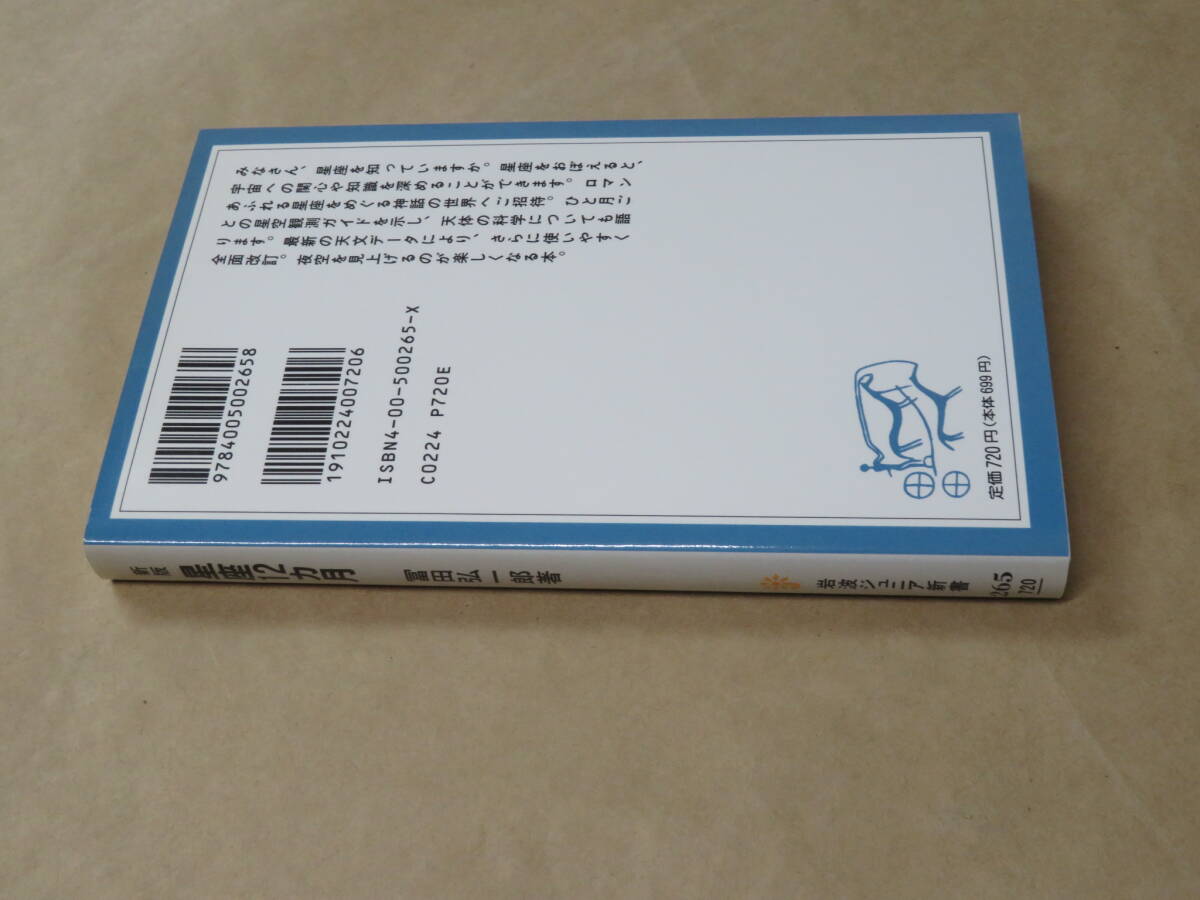 みなさん、星座を知っていますか。星座をおぼえると、
宇宙への関心や知識を深めることができます。ロマン
あふれる星座をめぐる神話の世界へご招待。ひと月ご
との星空観測ガイドを示し、天体の科学についても語
ります。最新の天文データにより、さらに使いやすく
全面改訂。夜空を見上げるのが楽しくなる本。
9784005002658
1910224007206
ISBN4-00-500265-X
C0224 P720E
定価720円(本体699円)
新版 星座12カ月 冨田弘一郎著 岩波ジュニア新書 265
720